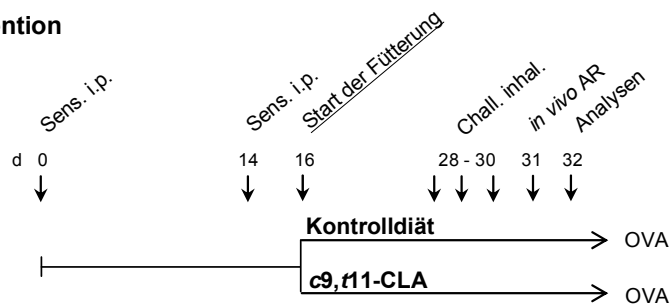 ention
Sens. i.p.
Sens. i.p.
Start der Fütterung
Chall. inhal.
in vivo AR
Analysen
d 0 14 16 28 - 30 31 32
Kontrolldiät
OVA
c9,t11-CLA
OVA